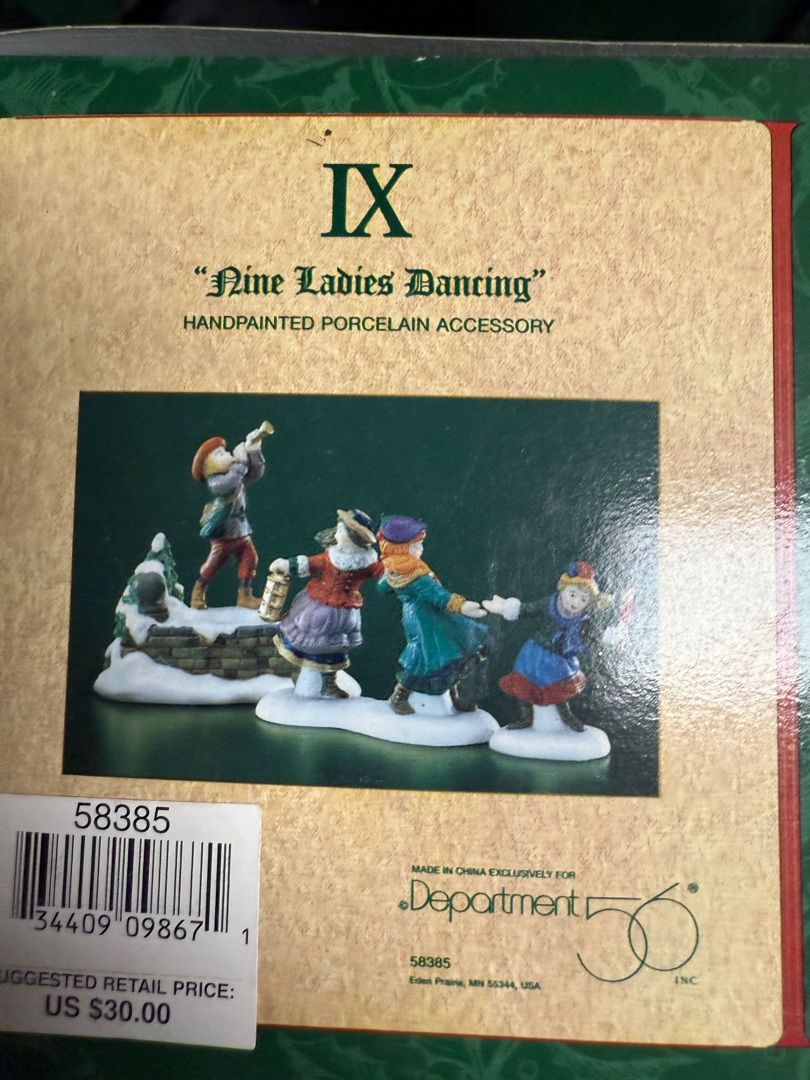 IX
“Nine Ladies Dancing”
HANDPAINTED PORCELAIN ACCESSORY
58385
34409 09867 1
UGGESTED RETAIL PRICE:
US $30.00
MADE IN CHINA EXCLUSIVELY FOR
©Department 56®
INC
58385
Eden Prairie, MN 55344, USA